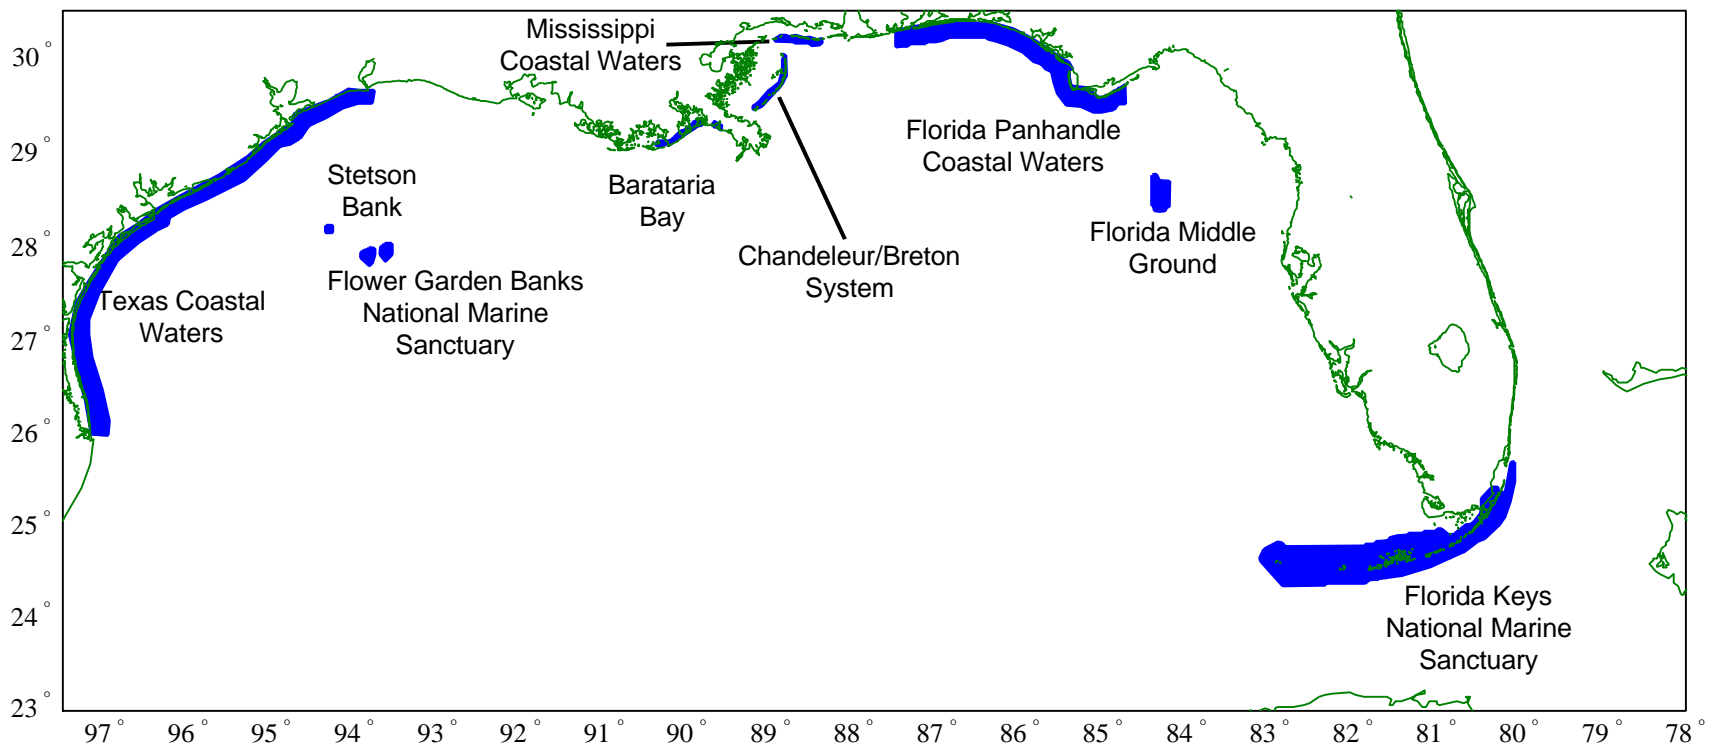 Mississippi
Coastal Waters
Florida Panhandle
Coastal Waters
Stetson
Bank
Barataria
Bay
Florida Middle
Ground
Chandeleur/Breton
System
Flower Garden Banks
National Marine
Sanctuary
Texas Coastal
Waters
Florida Keys
National Marine
Sanctuary
30°
29°
28°
27°
26°
25°
24°
23°
97° 96° 95° 94° 93° 92° 91° 90° 89° 88° 87° 86° 85° 84° 83° 82° 81° 80° 79° 78°